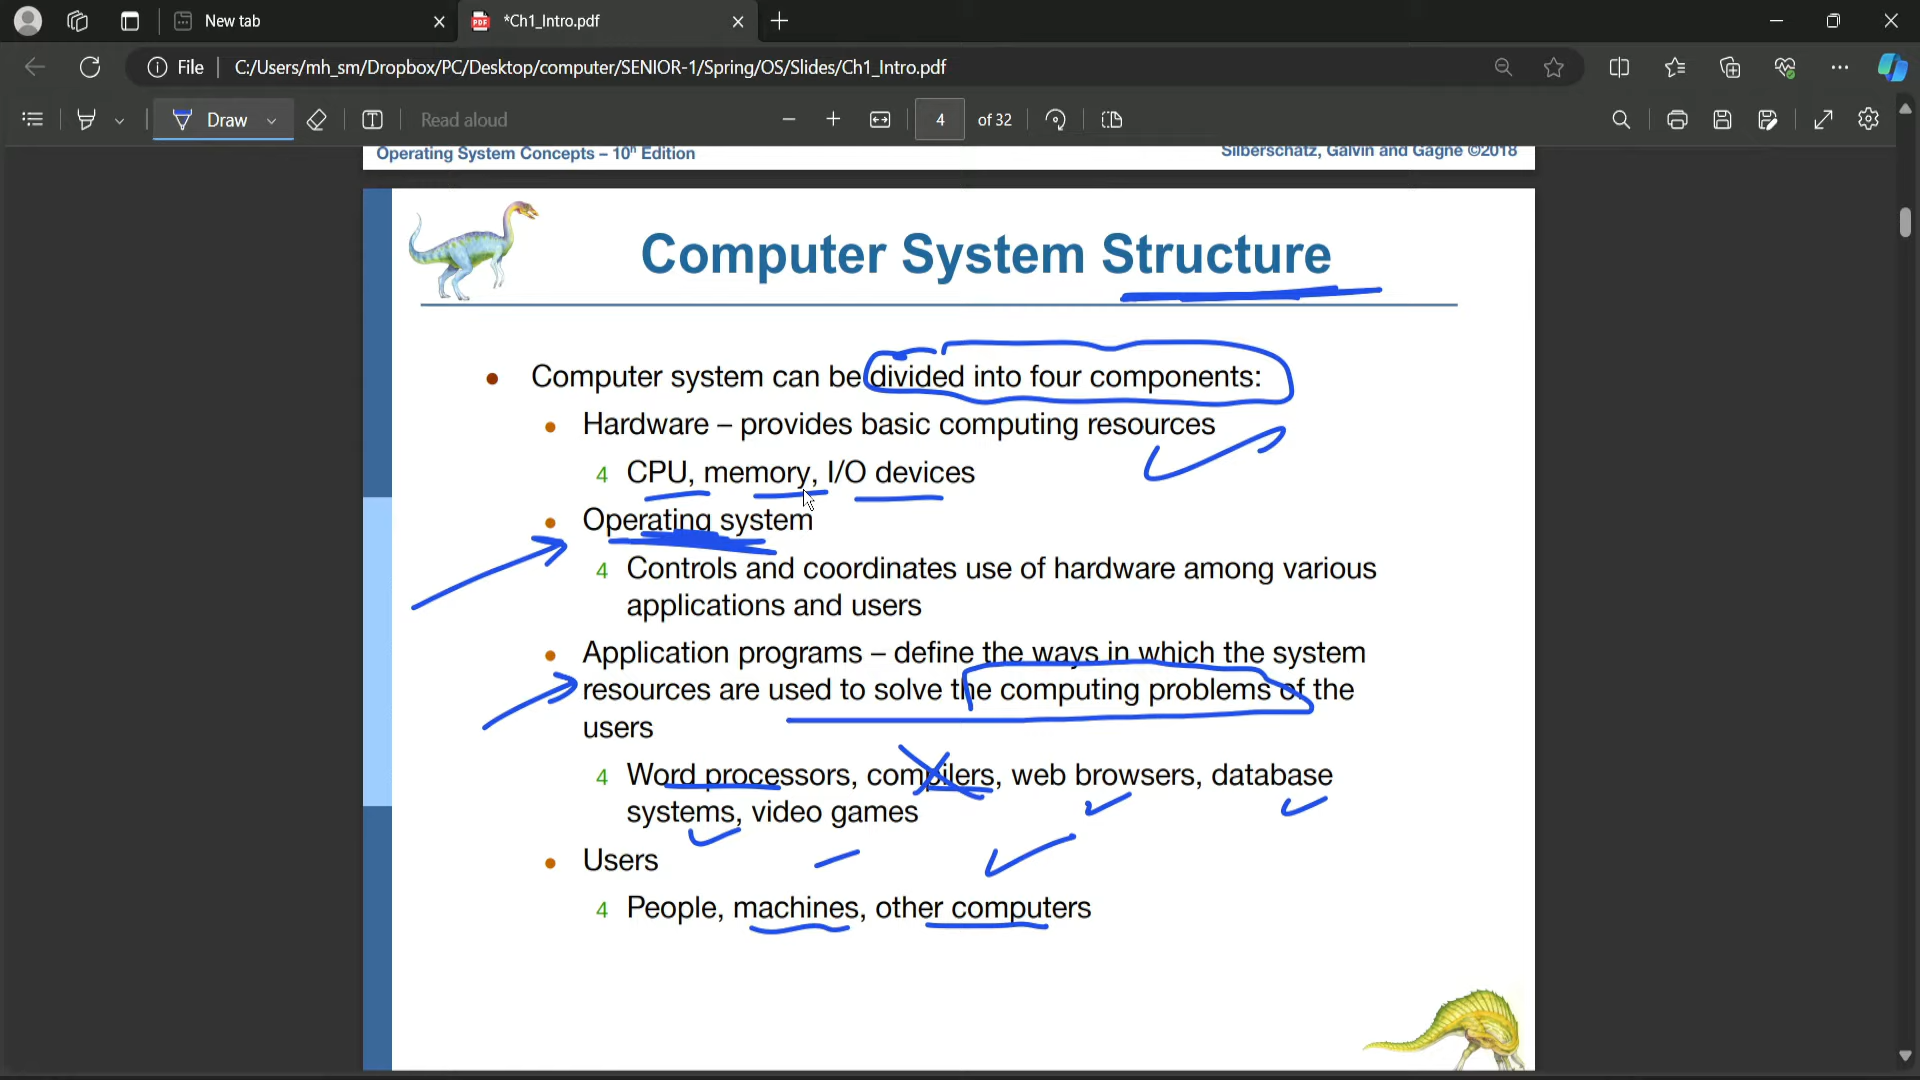 New tab
*Ch1_Intro.pdf
File
C:/Users/mh_sm/Dropbox/PC/Desktop/computer/SENIOR-1/Spring/OS/Slides/Ch1_Intro.pdf
Draw
Read aloud
4 of 32
Operating System Concepts – 10th Edition
Silberschatz, Galvin and Gagne ©2018
Computer System Structure
Computer system can be divided into four components:
Hardware – provides basic computing resources
4 CPU, memory, I/O devices
Operating system
4 Controls and coordinates use of hardware among various
applications and users
Application programs – define the ways in which the system
resources are used to solve the computing problems of the
users
4 Word processors, compilers, web browsers, database
systems, video games
Users
4 People, machines, other computers